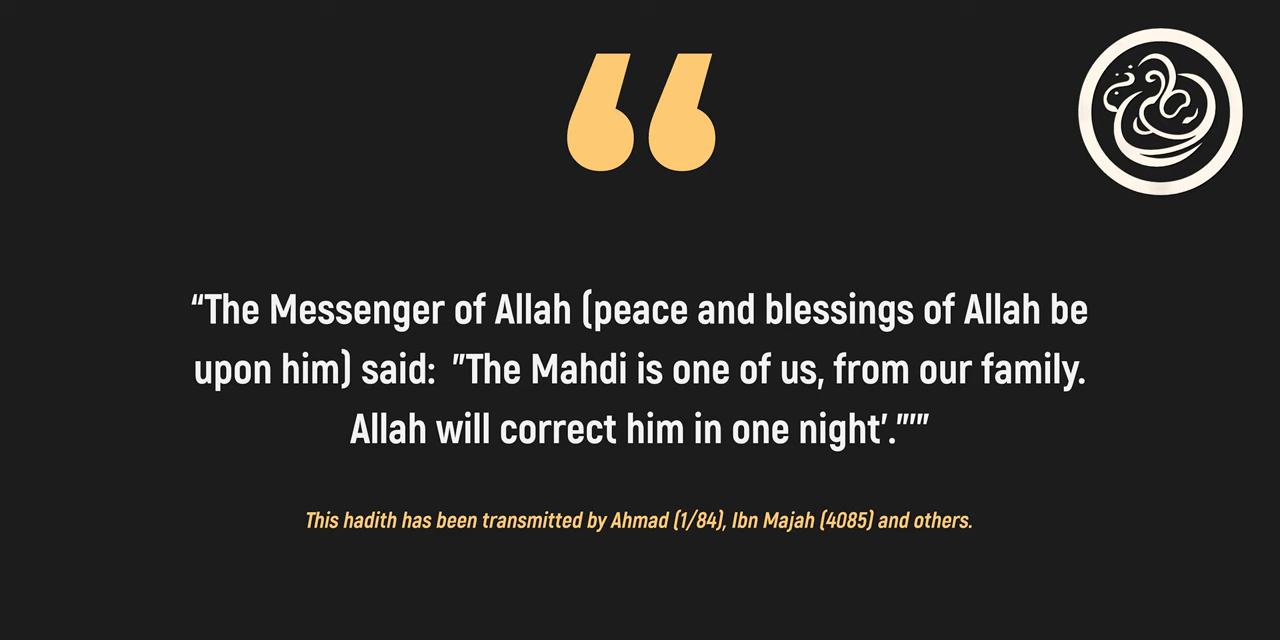 “The Messenger of Allah (peace and blessings of Allah be
upon him) said:  "The Mahdi is one of us, from our family.
Allah will correct him in one night'."""
This hadith has been transmitted by Ahmad (1/84), Ibn Majah (4085) and others.